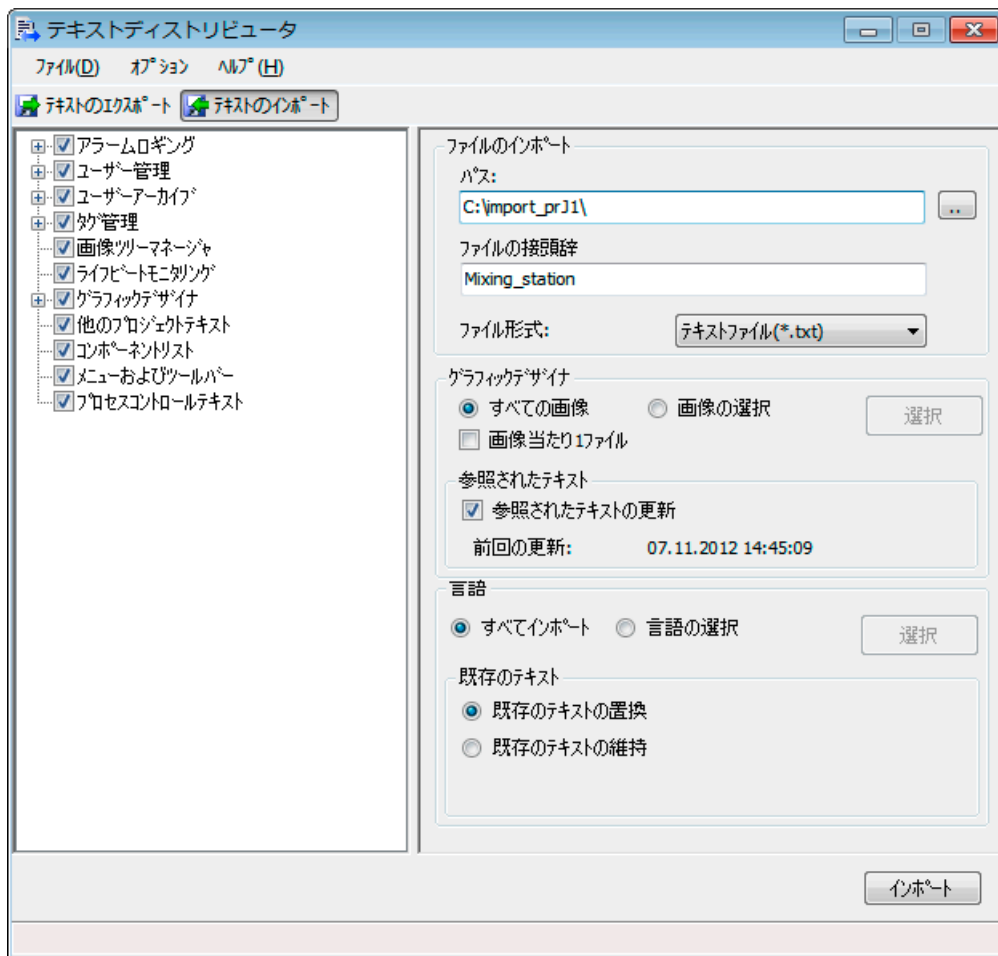 テキストディストリビュータ
ファイル(D) オプション ヘルプ(H)
テキストのエクスポート テキストのインポート
アラームロギング
ユーザー管理
ユーザーアーカイブ
タグ管理
画像ツリーマネージャ
ライフビートモニタリング
グラフィックデザイナ
他のプロジェクトテキスト
コンポーネントリスト
メニューおよびツールバー
プロセスコントロールテキスト
ファイルのインポート
パス:
C:\import_prJ1\
..
ファイルの接頭辞
Mixing_station
ファイル形式: テキストファイル(*.txt)
グラフィックデザイナ
すべての画像 画像の選択 選択
画像当たり1ファイル
参照されたテキスト
参照されたテキストの更新
前回の更新: 07.11.2012 14:45:09
言語
すべてインポート 言語の選択 選択
既存のテキスト
既存のテキストの置換
既存のテキストの維持
インポート